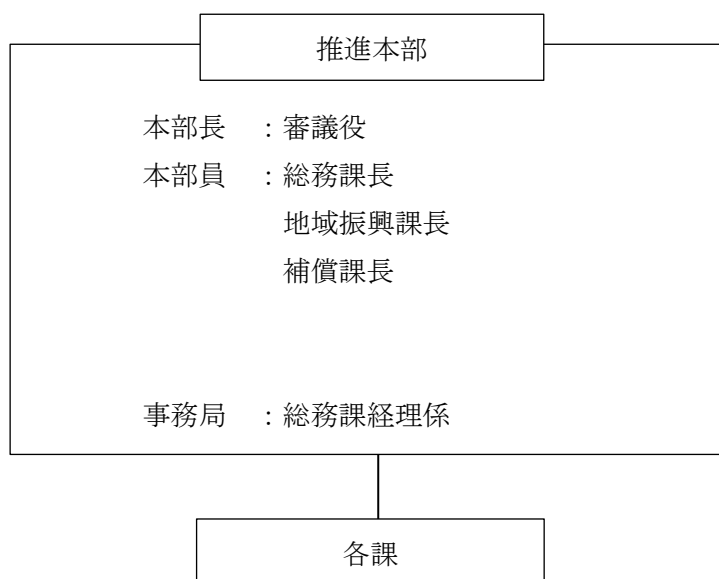 推進本部
本部長　：審議役
本部員　：総務課長
地域振興課長
補償課長
事務局　：総務課経理係
各課